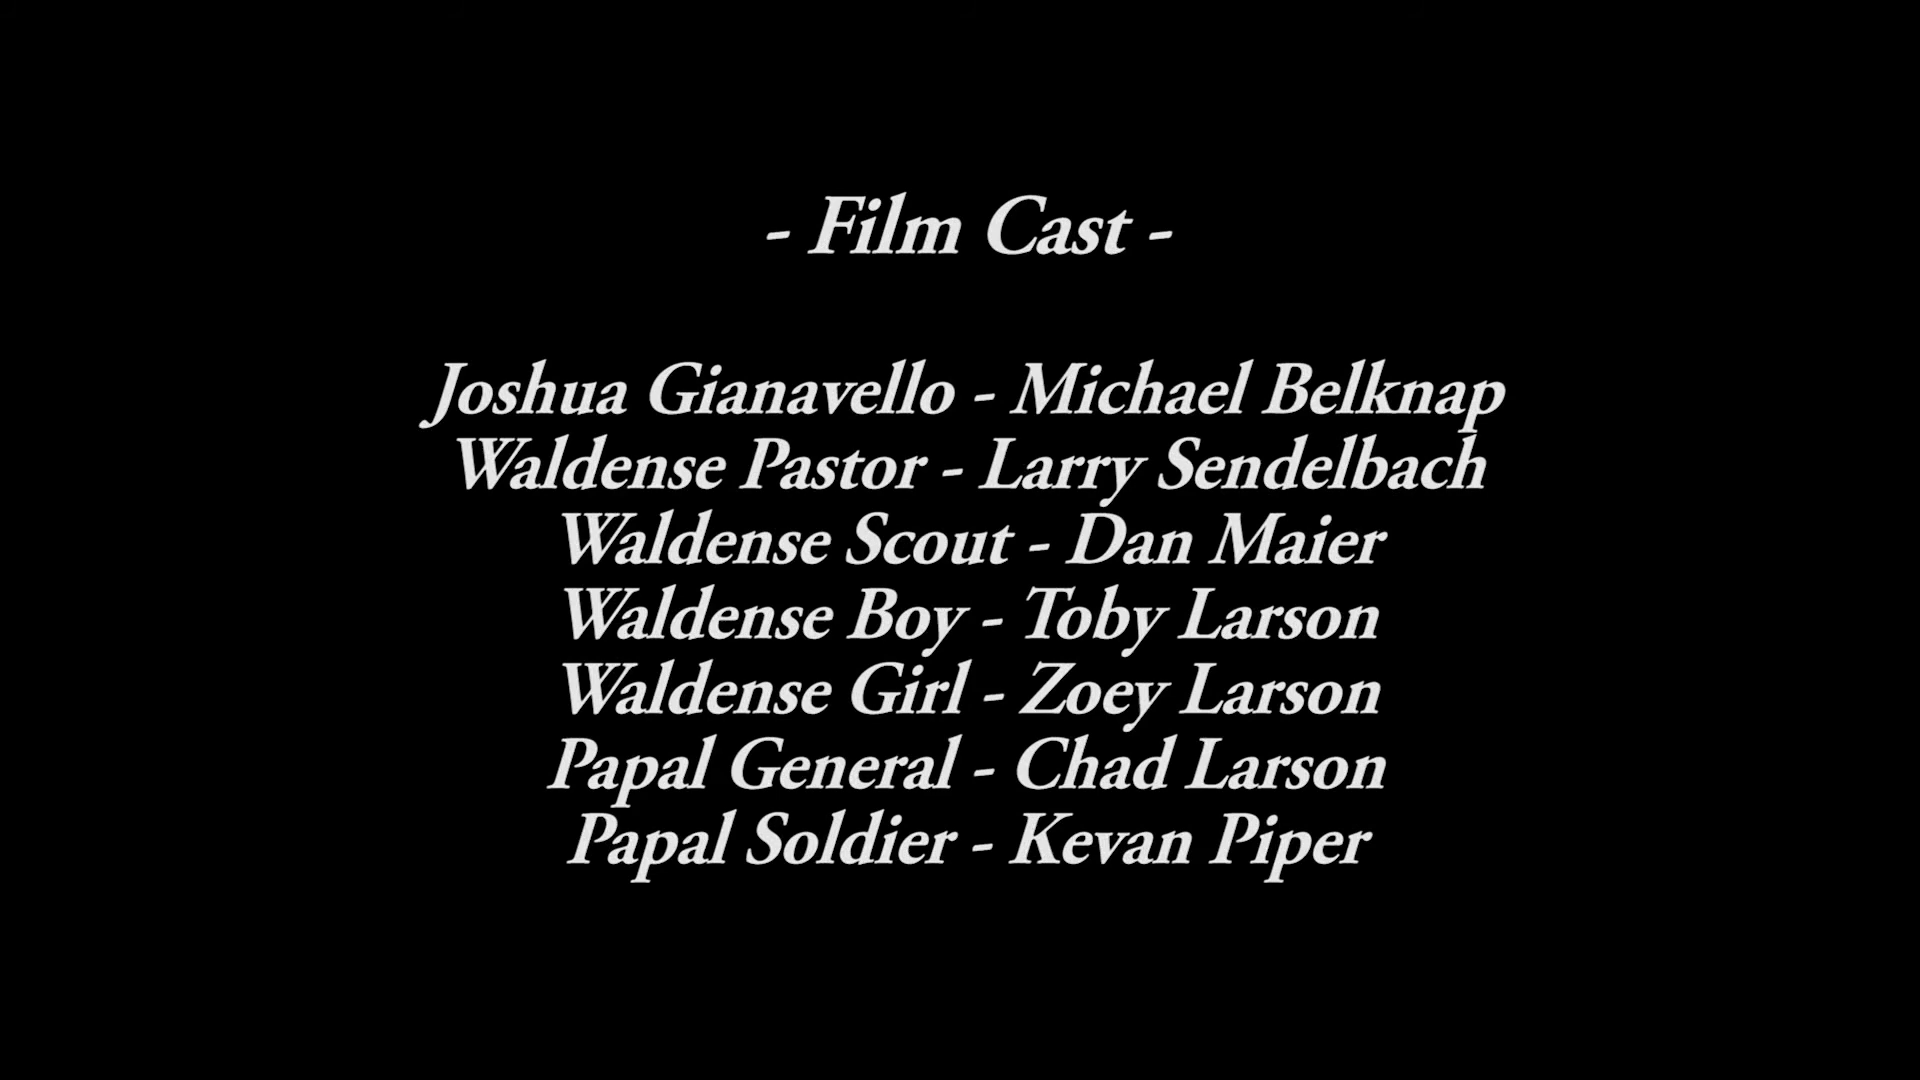 - Film Cast -
Joshua Gianavello - Michael Belknap
Waldense Pastor - Larry Sendelbach
Waldense Scout - Dan Maier
Waldense Boy - Toby Larson
Waldense Girl - Zoey Larson
Papal General - Chad Larson
Papal Soldier - Kevan Piper